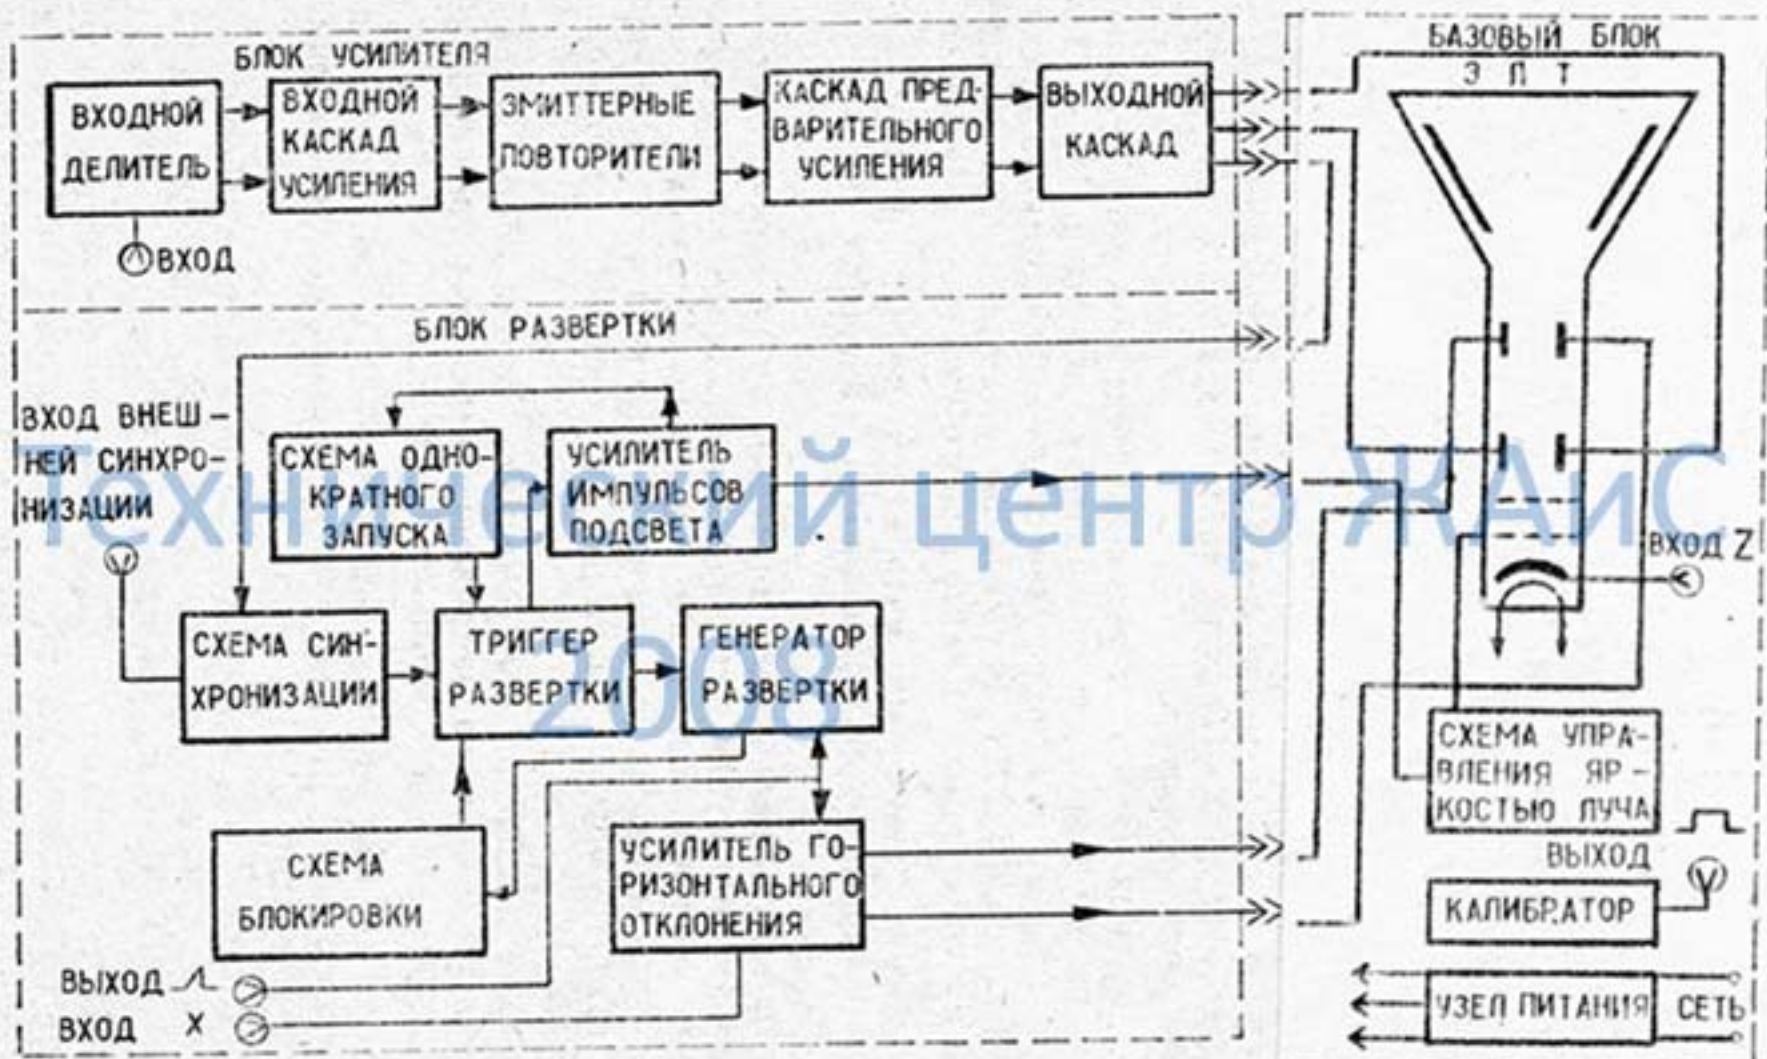 БЛОК УСИЛИТЕЛЯ
ВХОДНОЙ
ДЕЛИТЕЛЬ
ВХОДНОЙ
КАСКАД
УСИЛЕНИЯ
ЭМИТТЕРНЫЕ
ПОВТОРИТЕЛИ
КАСКАД ПРЕД-
ВАРИТЕЛЬНОГО
УСИЛЕНИЯ
ВЫХОДНОЙ
КАСКАД
ВХОД
БАЗОВЫЙ БЛОК
Э П Т
БЛОК РАЗВЕРТКИ
ВХОД ВНЕШ-
НЕЙ СИНХРО-
НИЗАЦИИ
СХЕМА ОДНО-
КРАТНОГО
ЗАПУСКА
УСИЛИТЕЛЬ
ИМПУЛЬСОВ
ПОДСВЕТА
Технический центр ЖАиС
2008
ВХОД Z
СХЕМА СИН-
ХРОНИЗАЦИИ
ТРИГГЕР
РАЗВЕРТКИ
ГЕНЕРАТОР
РАЗВЕРТКИ
СХЕМА УПРА-
ВЛЕНИЯ ЯР-
КОСТЬЮ ЛУЧА
СХЕМА
БЛОКИРОВКИ
УСИЛИТЕЛЬ ГО-
РИЗОНТАЛЬНОГО
ОТКЛОНЕНИЯ
ВЫХОД
КАЛИБРАТОР
ВЫХОД
ВХОД X
УЗЕЛ ПИТАНИЯ
СЕТЬ